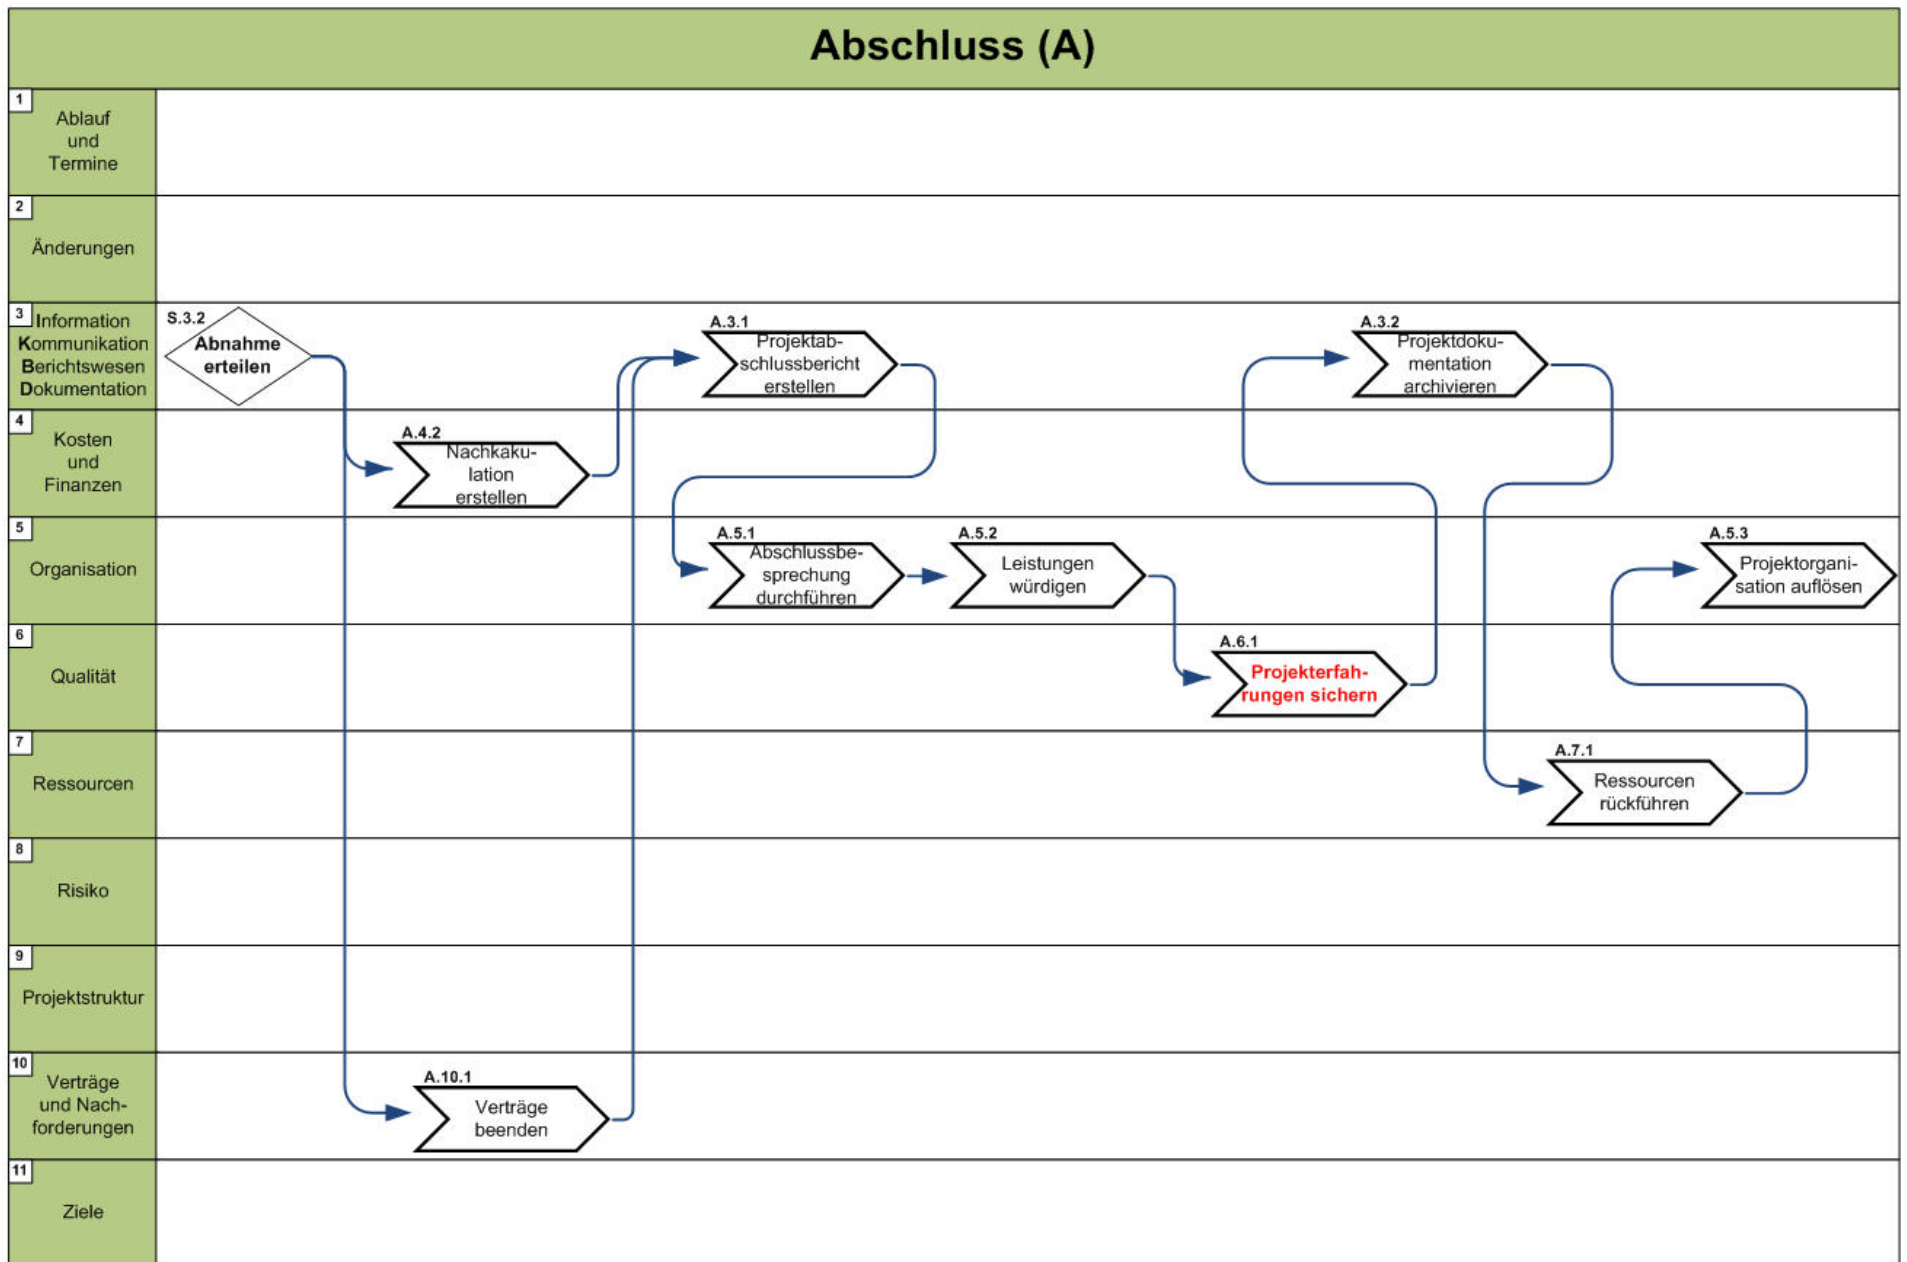 Abschluss (A)
1
Ablauf
und
Termine
2
Änderungen
3
Information
Kommunikation
Berichtswesen
Dokumentation
S.3.2
Abnahme
erteilen
A.3.1
Projektab-
schlussbericht
erstellen
A.3.2
Projektdoku-
mentation
archivieren
4
Kosten
und
Finanzen
A.4.2
Nachkaku-
lation
erstellen
5
Organisation
A.5.1
Abschlussbe-
sprechung
durchführen
A.5.2
Leistungen
würdigen
A.5.3
Projektorgani-
sation auflösen
6
Qualität
A.6.1
Projekterfah-
rungen sichern
7
Ressourcen
A.7.1
Ressourcen
rückführen
8
Risiko
9
Projektstruktur
10
Verträge
und Nach-
forderungen
A.10.1
Verträge
beenden
11
Ziele